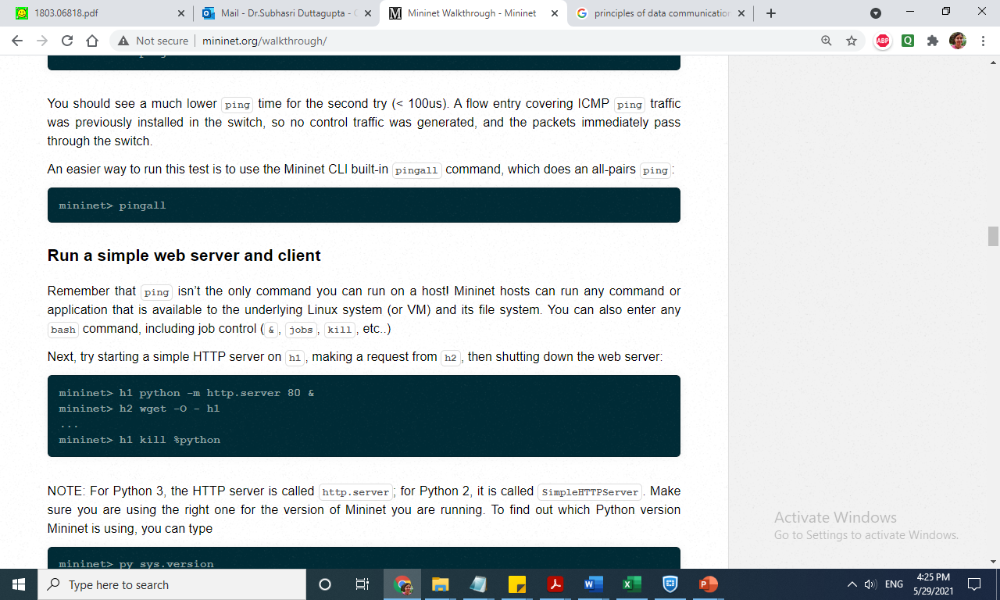 1803.06818.pdf
Mail - Dr.Subhasri Duttagupta -
Mininet Walkthrough - Mininet
principles of data communication
Not secure
mininet.org/walkthrough/
ABP
Q
You should see a much lower ping time for the second try (< 100us). A flow entry covering ICMP ping traffic
was previously installed in the switch, so no control traffic was generated, and the packets immediately pass
through the switch.
An easier way to run this test is to use the Mininet CLI built-in pingall command, which does an all-pairs ping:
mininet> pingall
Run a simple web server and client
Remember that ping isn’t the only command you can run on a host! Mininet hosts can run any command or
application that is available to the underlying Linux system (or VM) and its file system. You can also enter any
bash command, including job control (&, jobs, kill, etc..)
Next, try starting a simple HTTP server on h1, making a request from h2, then shutting down the web server:
mininet> h1 python -m http.server 80 &
mininet> h2 wget -O - h1
...
mininet> h1 kill %python
NOTE: For Python 3, the HTTP server is called http.server; for Python 2, it is called SimpleHTTPServer. Make
sure you are using the right one for the version of Mininet you are running. To find out which Python version
Mininet is using, you can type
mininet> py sys.version
Activate Windows
Go to Settings to activate Windows.
Type here to search
ENG
4:25 PM
5/29/2021